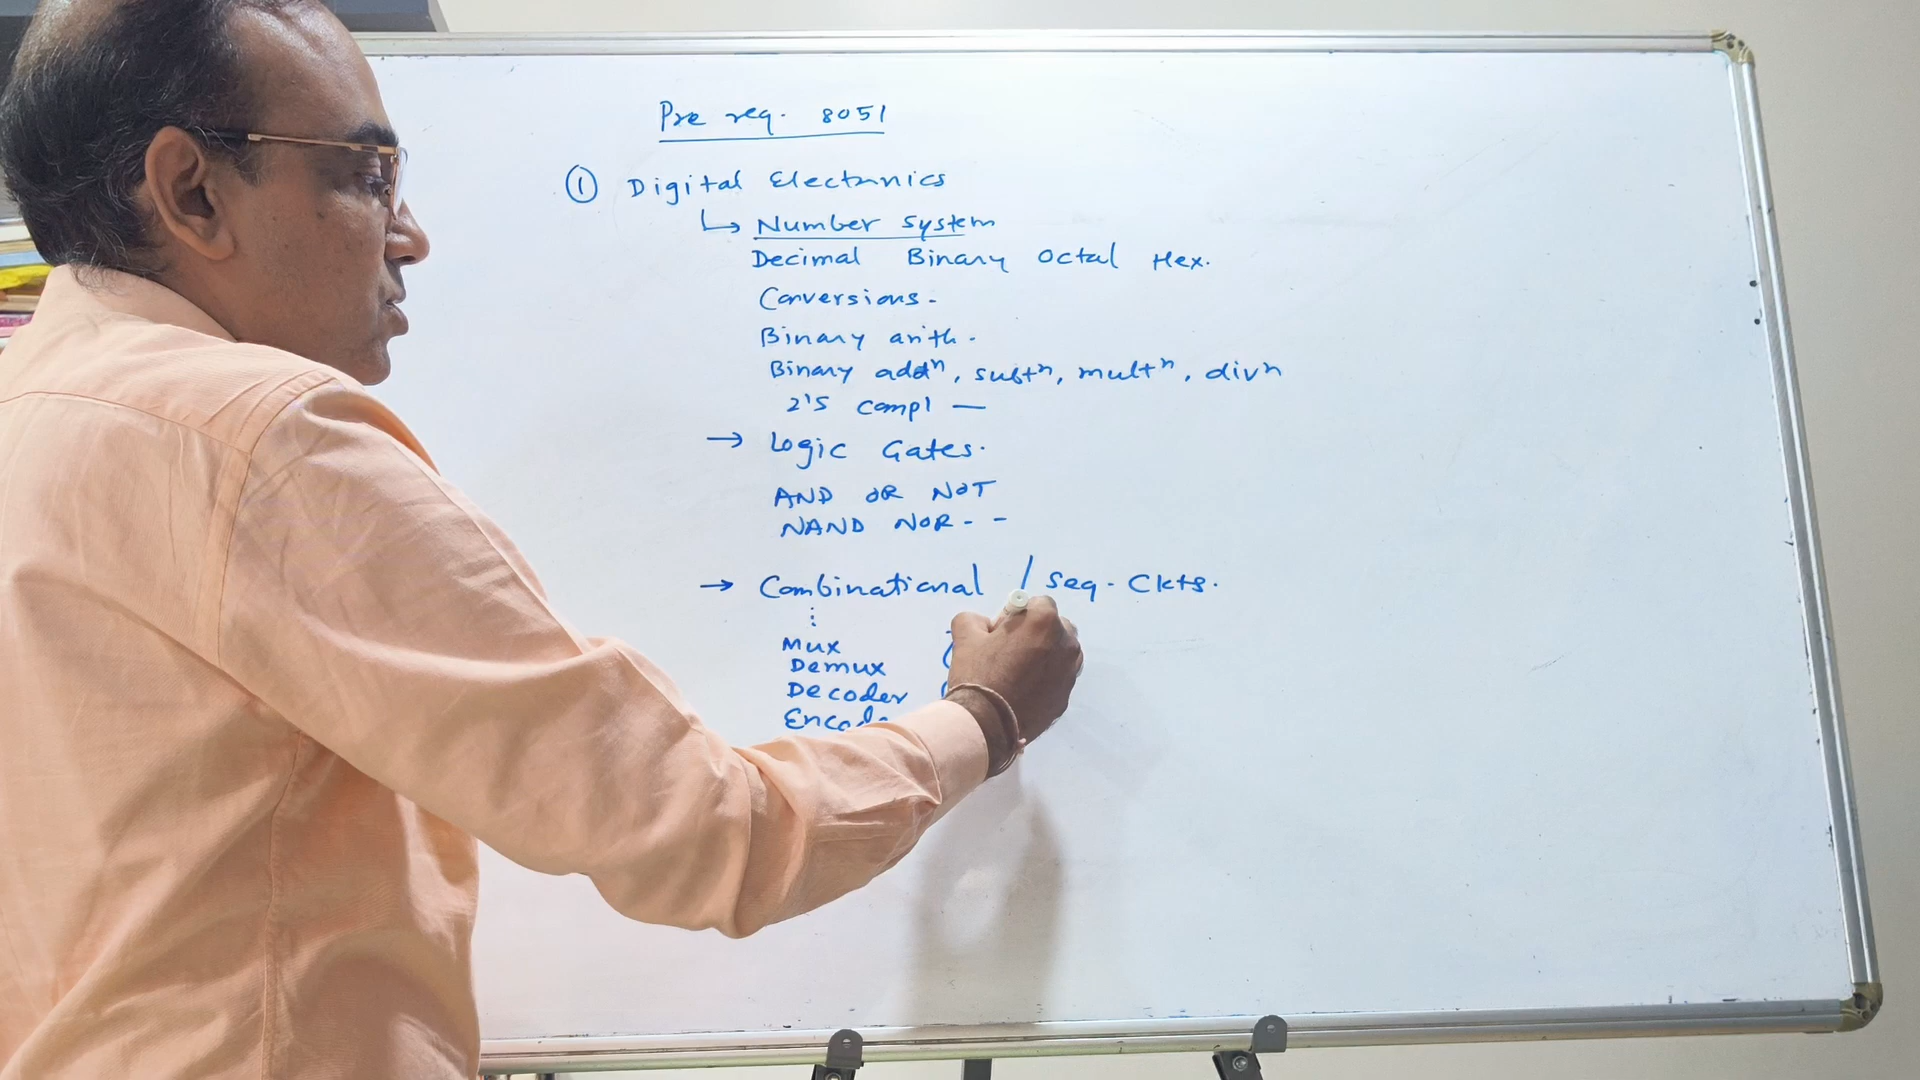 Pre req. 8051
① Digital Electronics
↳ Number system
Decimal Binary Octal Hex.
Conversions.
Binary arith.
Binary addⁿ, subtⁿ, multⁿ, divⁿ
2's compl —
→ Logic Gates.
AND OR NOT
NAND NOR - -
→ Combinational / Seq. Ckts.
⋮
Mux
Demux
Decoder